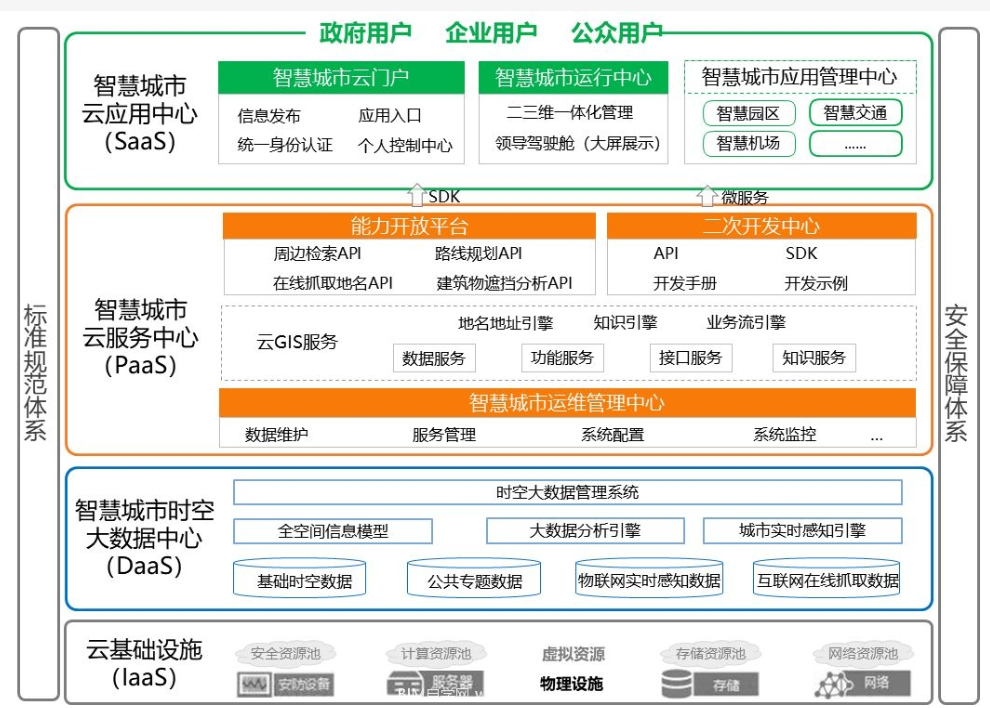 政府用户 企业用户 公众用户
标准规范体系
安全保障体系
智慧城市
云应用中心
(SaaS)
智慧城市云门户
信息发布 应用入口
统一身份认证 个人控制中心
智慧城市运行中心
二三维一体化管理
领导驾驶舱（大屏展示）
智慧城市应用管理中心
智慧园区 智慧交通
智慧机场 ......
SDK
微服务
智慧城市
云服务中心
(PaaS)
能力开放平台
周边检索API 路线规划API
在线抓取地名API 建筑物遮挡分析API
二次开发中心
API SDK
开发手册 开发示例
云GIS服务
地名地址引擎 知识引擎 业务流引擎
数据服务 功能服务 接口服务 知识服务
智慧城市运维管理中心
数据维护 服务管理 系统配置 系统监控 ...
智慧城市时空
大数据中心
(DaaS)
时空大数据管理系统
全空间信息模型 大数据分析引擎 城市实时感知引擎
基础时空数据 公共专题数据 物联网实时感知数据 互联网在线抓取数据
云基础设施
(IaaS)
安全资源池 计算资源池 虚拟资源 存储资源池 网络资源池
安防设备 服务器 物理设施 存储 网络